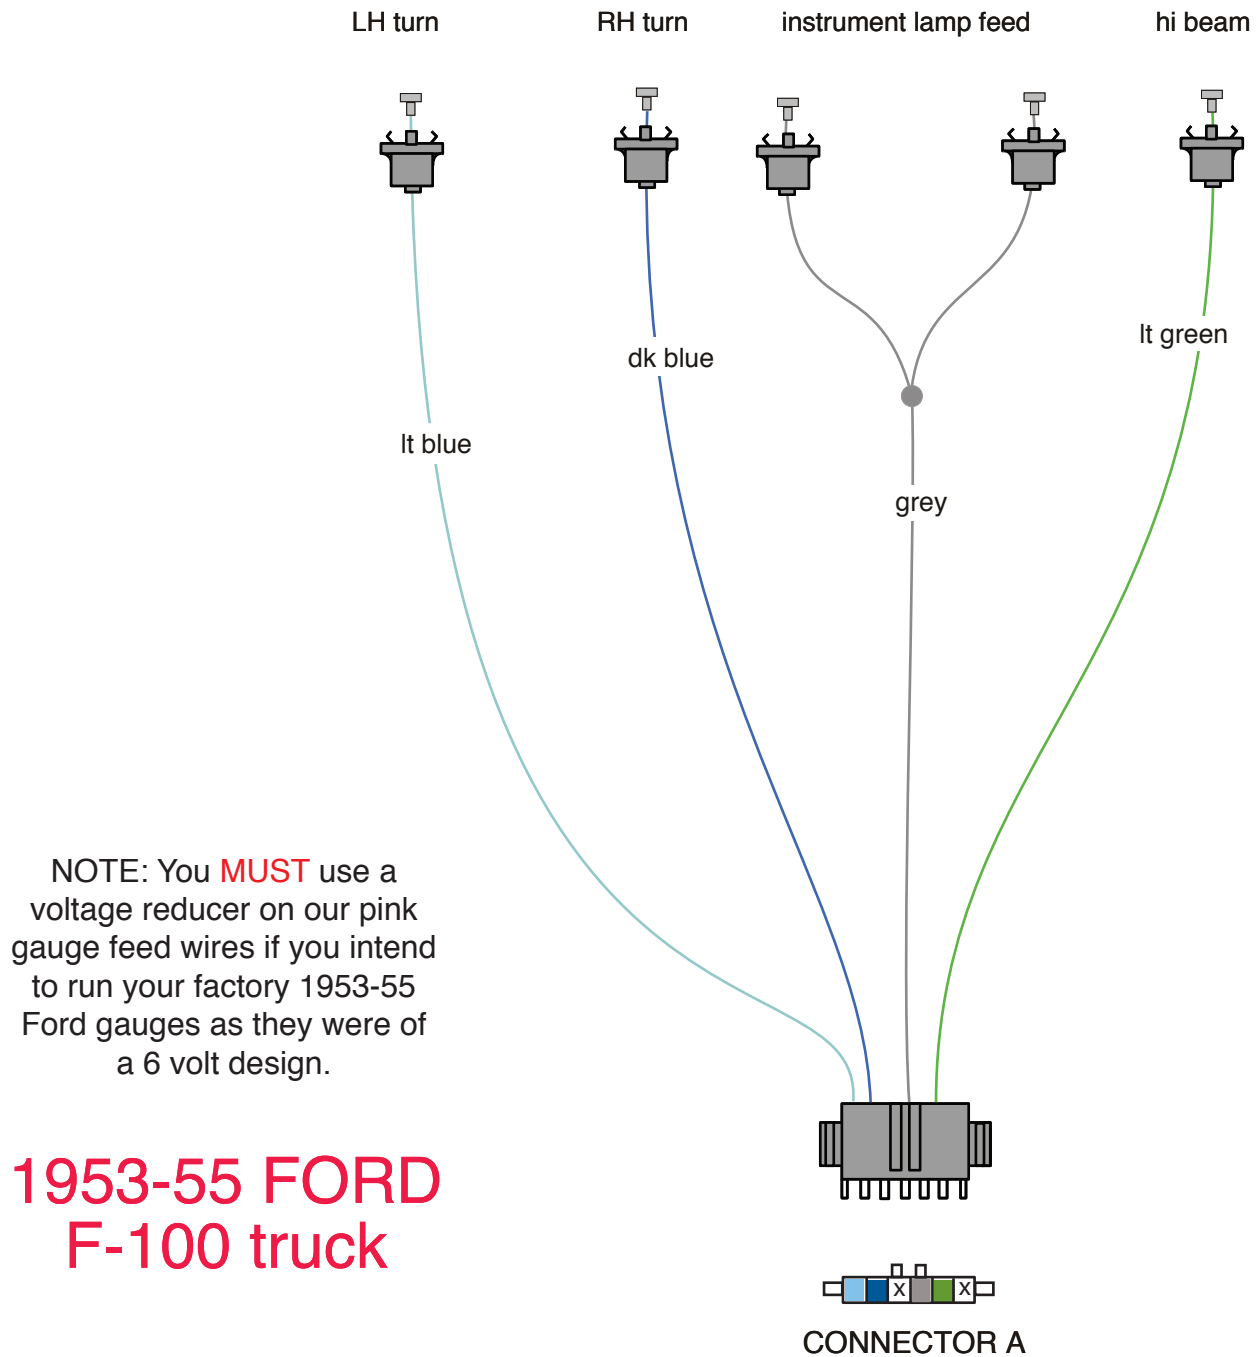 LH turn
RH turn
instrument lamp feed
hi beam
lt green
dk blue
lt blue
grey
NOTE: You MUST use a
voltage reducer on our pink
gauge feed wires if you intend
to run your factory 1953-55
Ford gauges as they were of
a 6 volt design.
1953-55 FORD
F-100 truck
X
X
CONNECTOR A